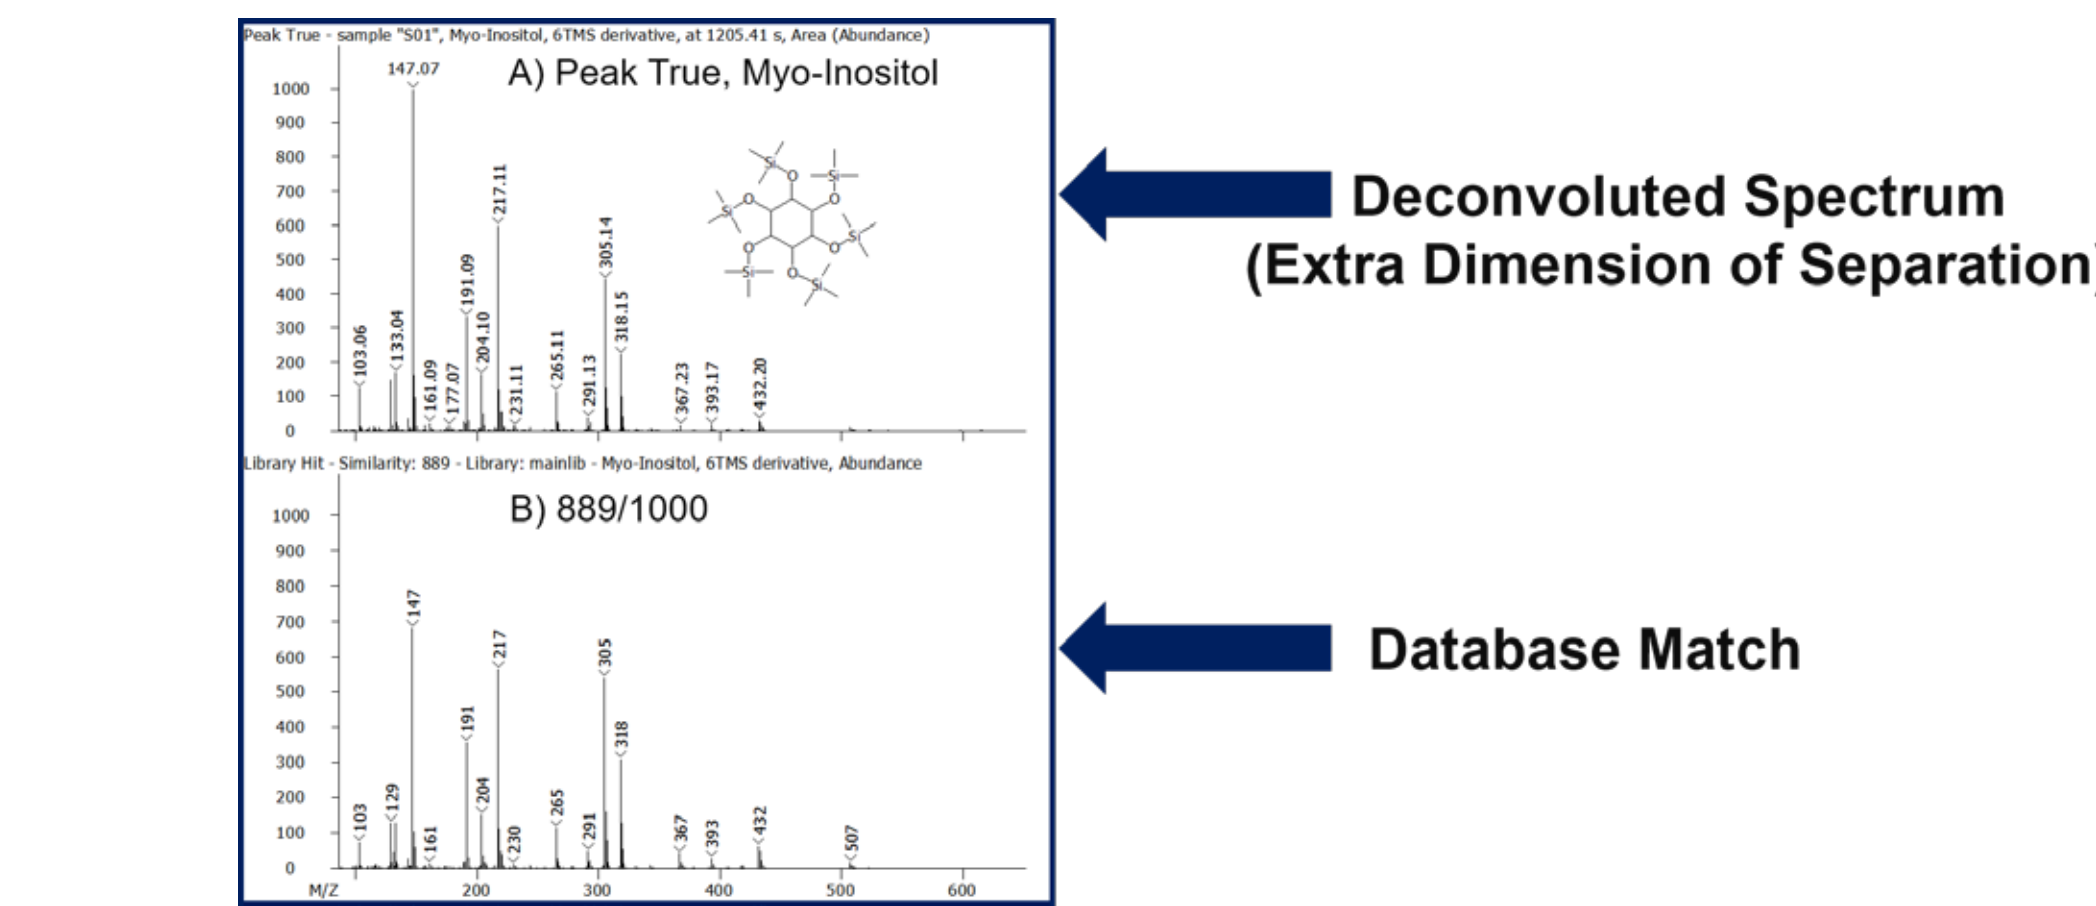 Peak True - sample "S01", Myo-Inositol, 6TMS derivative, at 1205.41 s, Area (Abundance)
A) Peak True, Myo-Inositol
147.07
1000
900
800
700
600
500
400
300
200
100
0
103.06
133.04
161.09
177.07
191.09
204.10
217.11
231.11
265.11
291.13
305.14
318.15
367.23
393.17
432.20
Si
O
Si
O
Si
O
Si
O
Si
O
Si
O
Deconvoluted Spectrum
(Extra Dimension of Separation)
Library Hit - Similarity: 889 - Library: mainlib - Myo-Inositol, 6TMS derivative, Abundance
B) 889/1000
1000
900
800
700
600
500
400
300
200
100
0
103
129
147
161
191
204
217
230
265
291
305
318
367
393
432
507
M/Z
200
300
400
500
600
Database Match